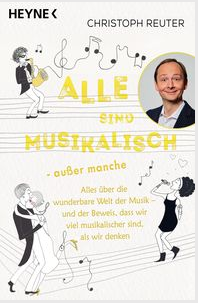 HEYNE
CHRISTOPH REUTER
ALLE
SIND
MUSIKALISCH
- außer manche
Alles über die
wunderbare Welt der Musik –
und der Beweis, dass wir
viel musikalischer sind,
als wir denken